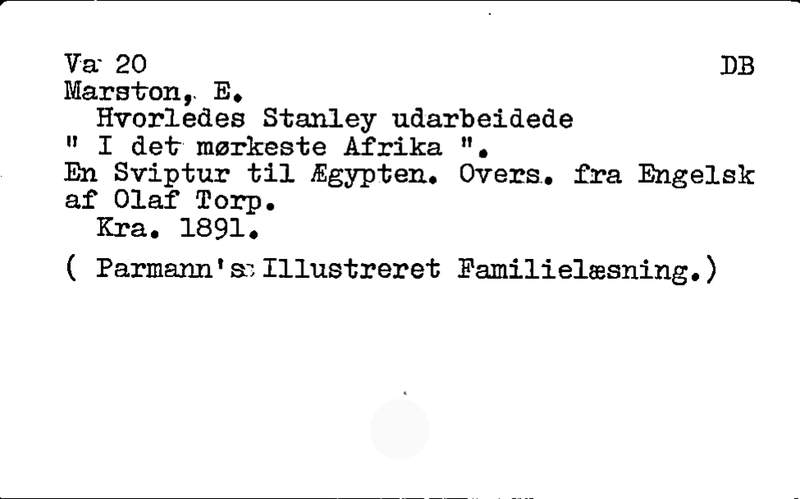 Va 20 DB
Marston, E.
Hvorledes Stanley udarbeidede
" I det mørkeste Afrika ".
En Sviptur til Ægypten. Overs. fra Engelsk
af Olaf Torp.
Kra. 1891.
( Parmann's Illustreret Familielæsning.)